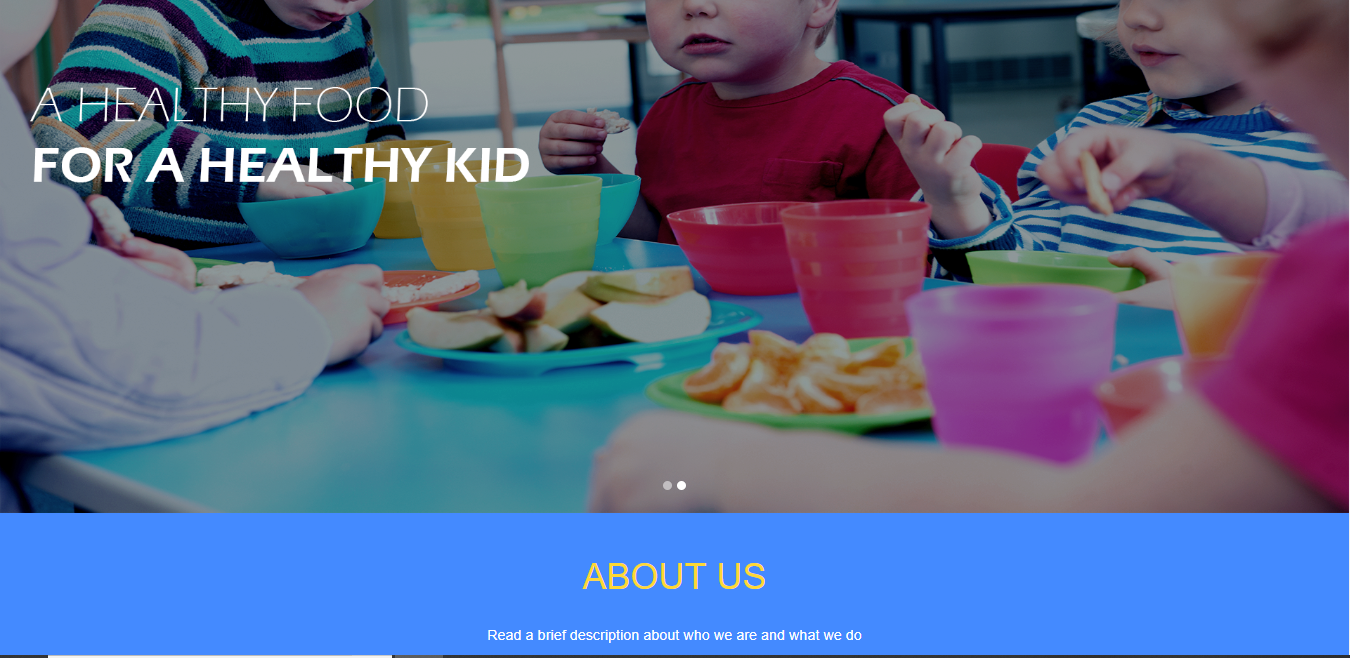 A HEALTHY FOOD
FOR A HEALTHY KID
ABOUT US
Read a brief description about who we are and what we do